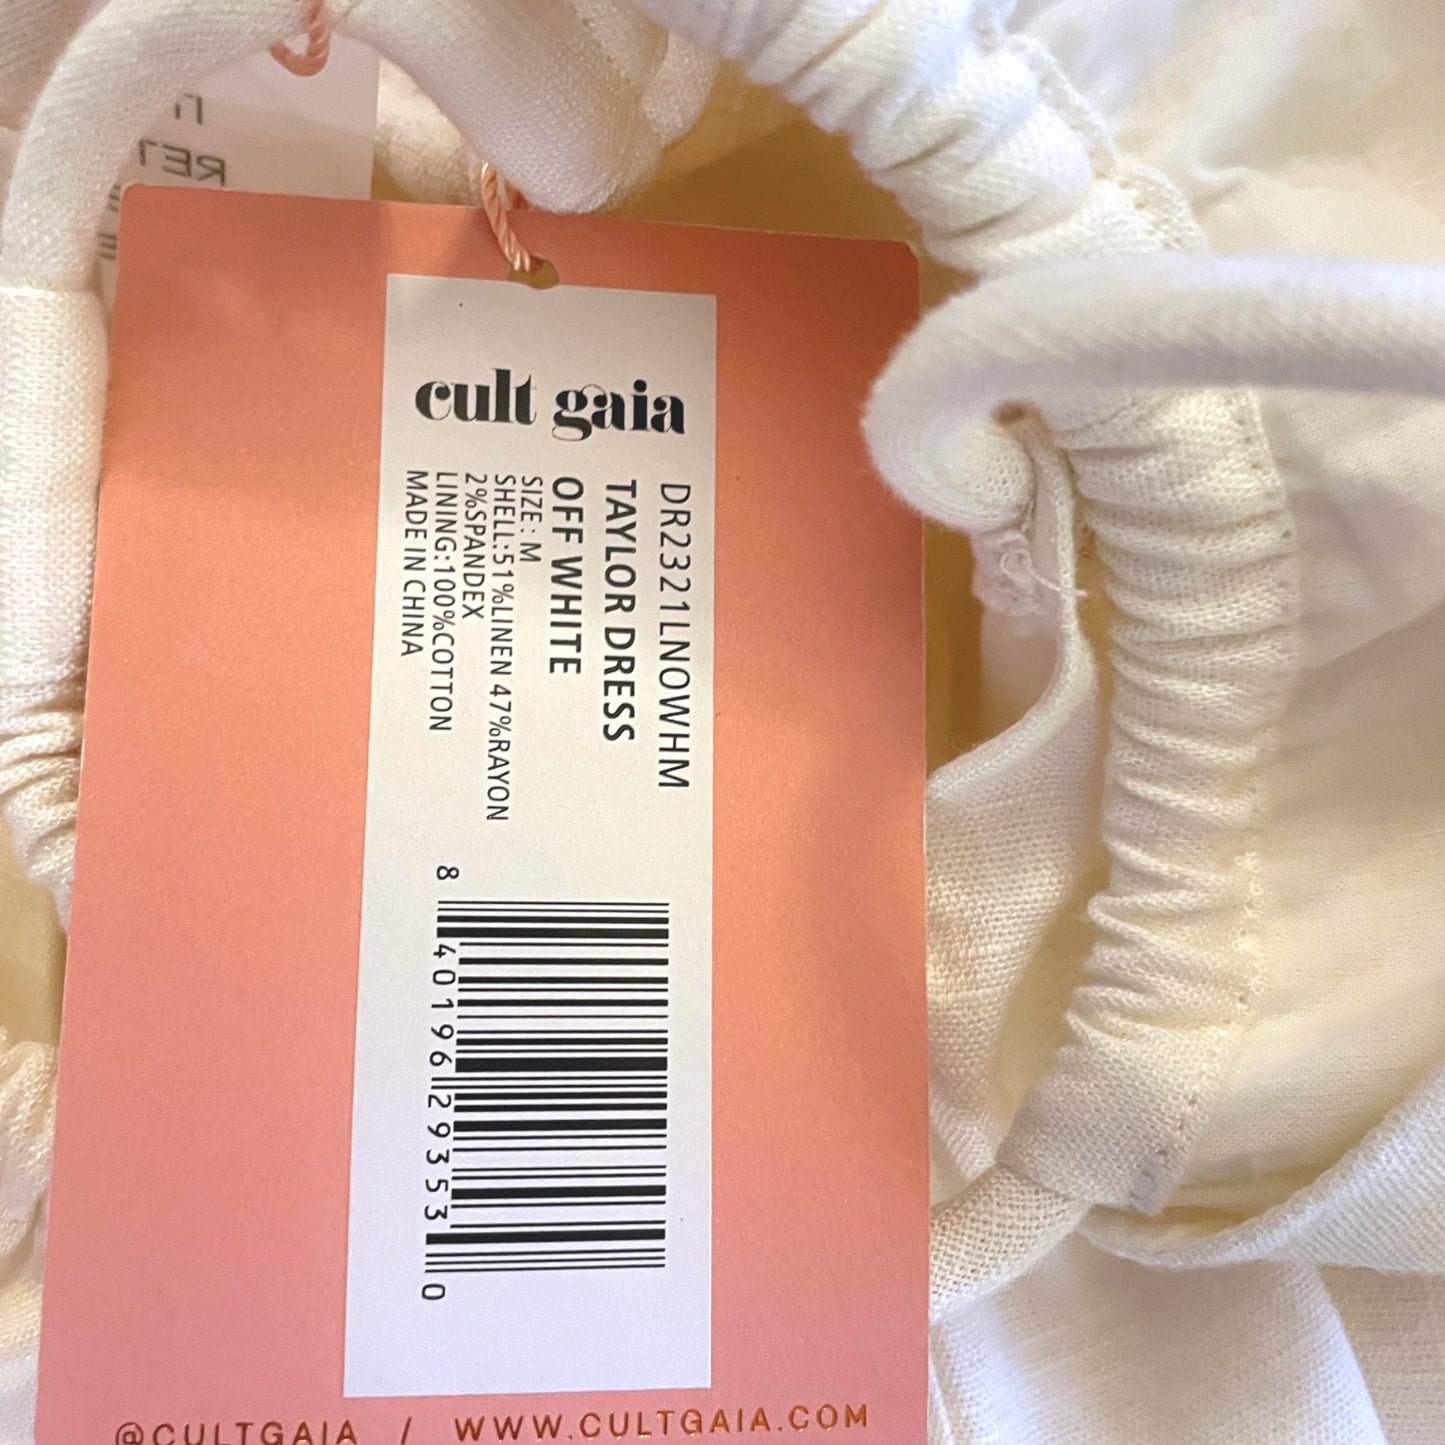 cult gaia
DR2321LNOWHM
TAYLOR DRESS
OFF WHITE
SIZE: M
SHELL:51%LINEN 47%RAYON
2%SPANDEX
LINING:100%COTTON
MADE IN CHINA
8 40196 29353 0
@CULTGAIA / WWW.CULTGAIA.COM